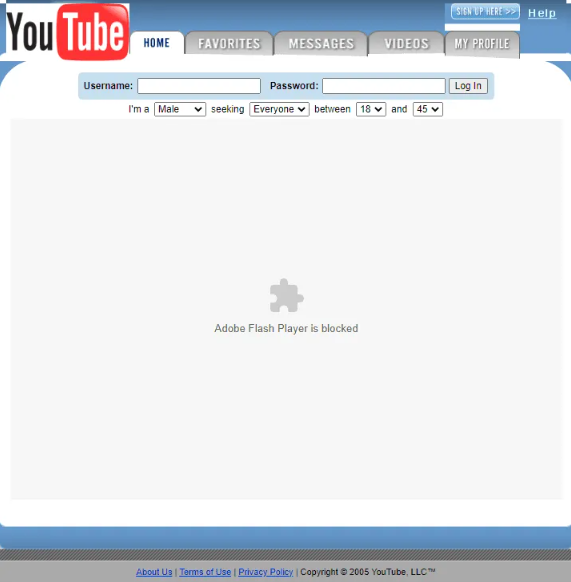 YouTube
SIGN UP HERE >>
Help
HOME
FAVORITES
MESSAGES
VIDEOS
MY PROFILE
Username:
Password:
Log In
I'm a Male seeking Everyone between 18 and 45
Adobe Flash Player is blocked
About Us | Terms of Use | Privacy Policy | Copyright © 2005 YouTube, LLC™